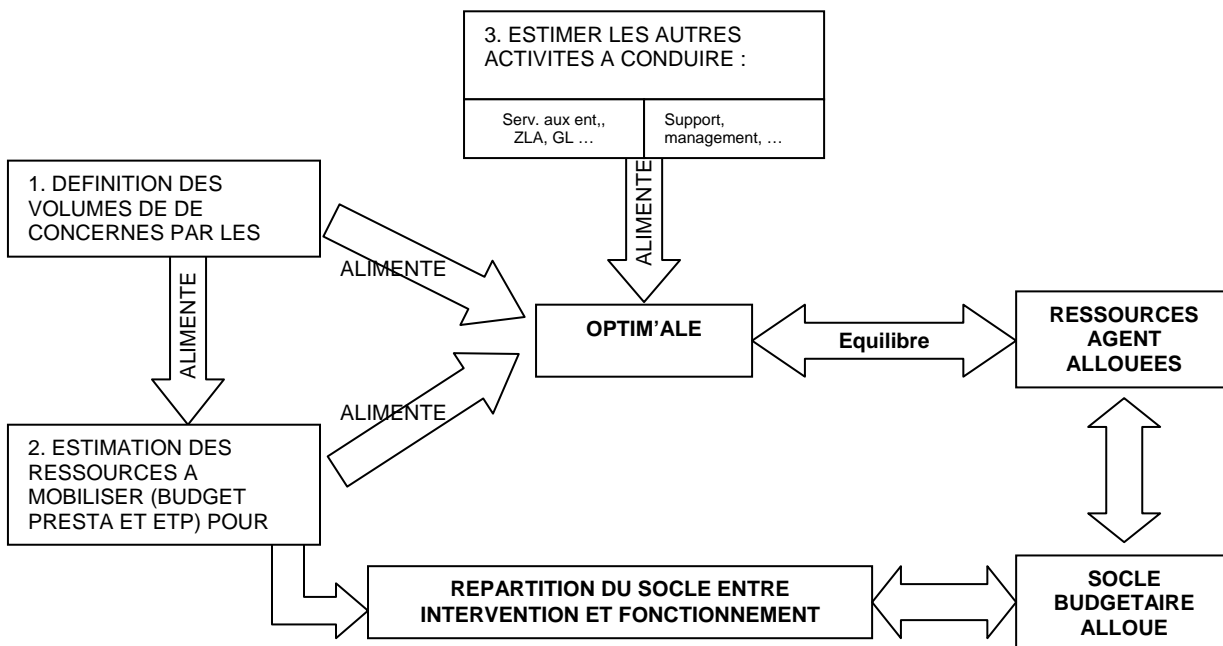 3. ESTIMER LES AUTRES
ACTIVITES A CONDUIRE :
Serv. aux ent,,
ZLA, GL …
Support,
management, …
1. DEFINITION DES
VOLUMES DE DE
CONCERNES PAR LES
ALIMENTE
ALIMENTE
ALIMENTE
OPTIM’ALE
Equilibre
RESSOURCES
AGENT
ALLOUEES
ALIMENTE
2. ESTIMATION DES
RESSOURCES A
MOBILISER (BUDGET
PRESTA ET ETP) POUR
REPARTITION DU SOCLE ENTRE
INTERVENTION ET FONCTIONNEMENT
SOCLE
BUDGETAIRE
ALLOUE